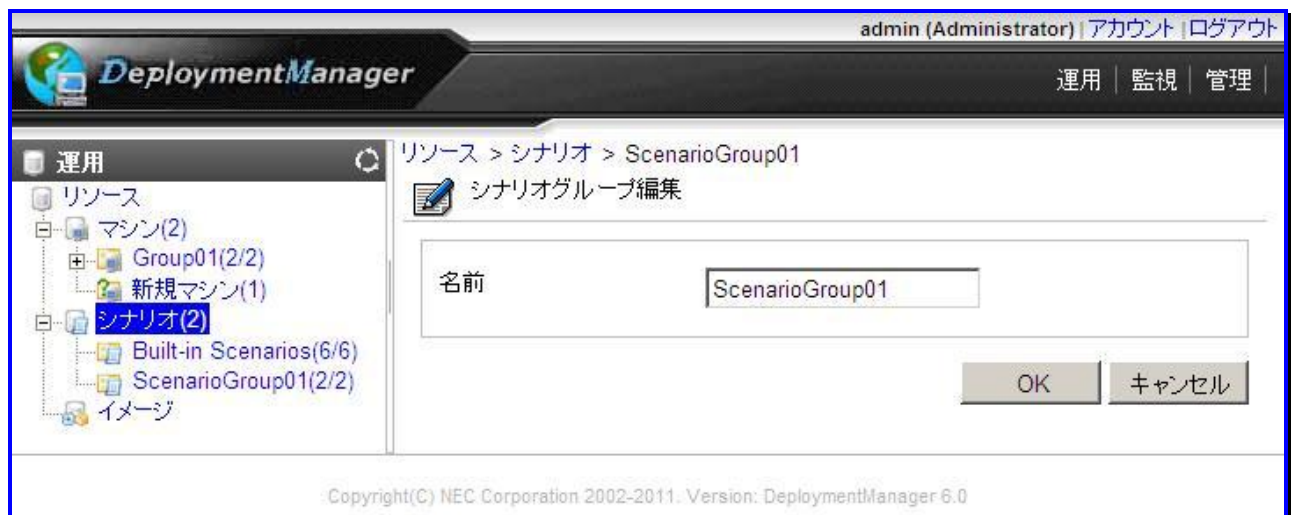 admin (Administrator) | アカウント | ログアウト
DeploymentManager
運用 | 監視 | 管理 |
運用
リソース
マシン(2)
Group01(2/2)
新規マシン(1)
シナリオ(2)
Built-in Scenarios(6/6)
ScenarioGroup01(2/2)
イメージ
リソース > シナリオ > ScenarioGroup01
シナリオグループ編集
名前 ScenarioGroup01
OK キャンセル
Copyright(C) NEC Corporation 2002-2011. Version: DeploymentManager 6.0